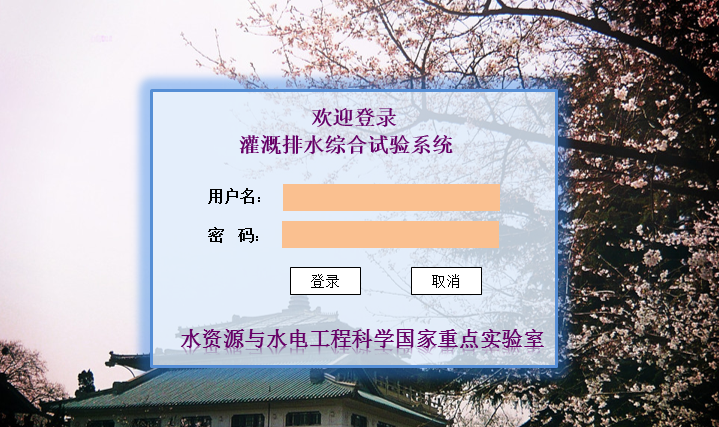 欢迎登录
灌溉排水综合试验系统
用户名：
密 码：
登录 取消
水资源与水电工程科学国家重点实验室